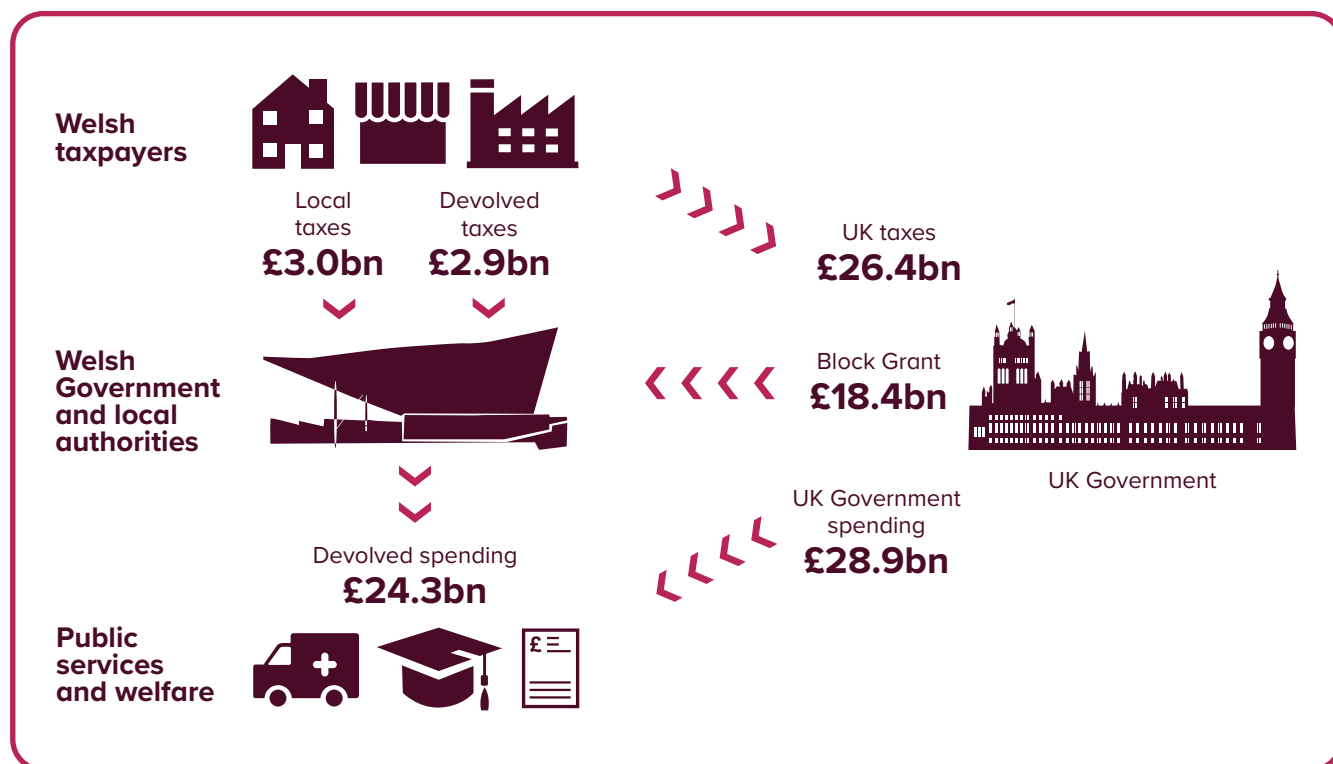 Welsh
taxpayers
Local
taxes
£3.0bn
Devolved
taxes
£2.9bn
UK taxes
£26.4bn
Welsh
Government
and local
authorities
Block Grant
£18.4bn
UK Government
UK Government
spending
£28.9bn
Devolved spending
£24.3bn
Public
services
and welfare
£